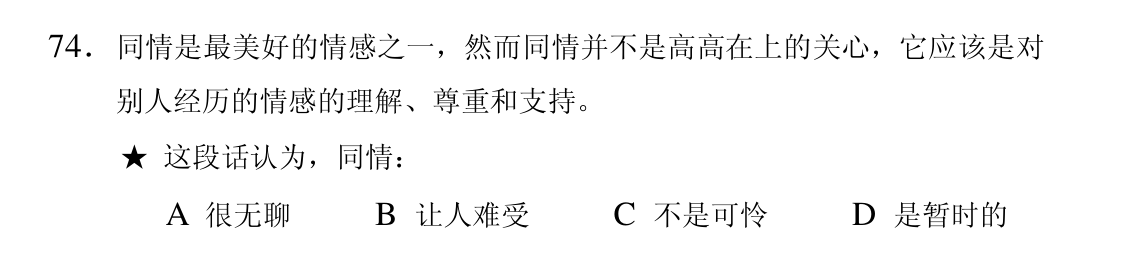 74．同情是最美好的情感之一，然而同情并不是高高在上的关心，它应该是对
别人经历的情感的理解、尊重和支持。
★ 这段话认为，同情：
A 很无聊 B 让人难受 C 不是可怜 D 是暂时的